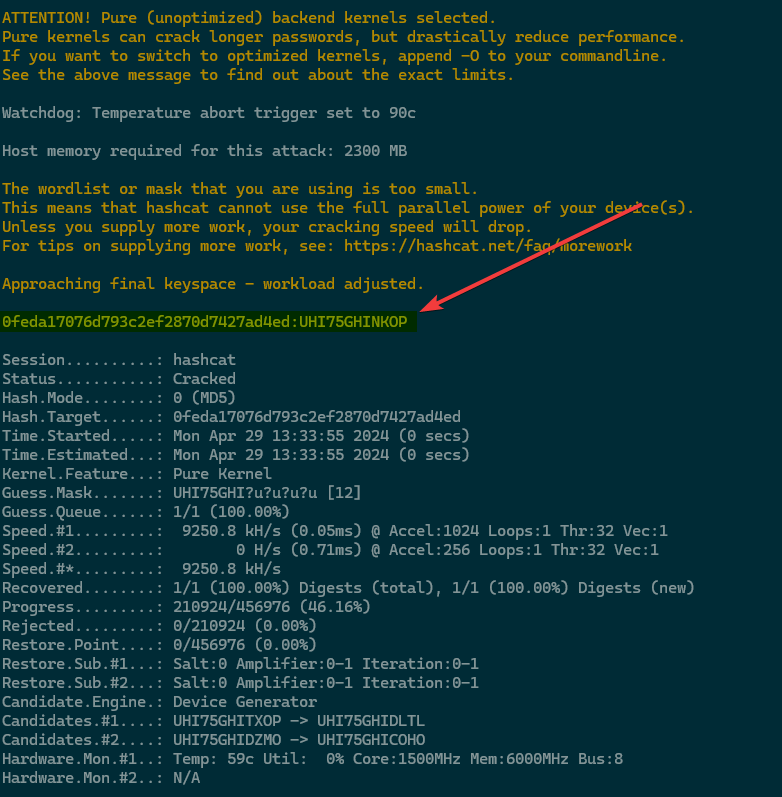 ATTENTION! Pure (unoptimized) backend kernels selected.
Pure kernels can crack longer passwords, but drastically reduce performance.
If you want to switch to optimized kernels, append -O to your commandline.
See the above message to find out about the exact limits.
Watchdog: Temperature abort trigger set to 90c
Host memory required for this attack: 2300 MB
The wordlist or mask that you are using is too small.
This means that hashcat cannot use the full parallel power of your device(s).
Unless you supply more work, your cracking speed will drop.
For tips on supplying more work, see: https://hashcat.net/faq/morework
Approaching final keyspace - workload adjusted.
0feda17076d793c2ef2870d7427ad4ed:UHI75GHINKOP
Session..........: hashcat
Status...........: Cracked
Hash.Mode........: 0 (MD5)
Hash.Target......: 0feda17076d793c2ef2870d7427ad4ed
Time.Started.....: Mon Apr 29 13:33:55 2024 (0 secs)
Time.Estimated...: Mon Apr 29 13:33:55 2024 (0 secs)
Kernel.Feature...: Pure Kernel
Guess.Mask.......: UHI75GHI?u?u?u?u [12]
Guess.Queue......: 1/1 (100.00%)
Speed.#1.........:  9250.8 kH/s (0.05ms) @ Accel:1024 Loops:1 Thr:32 Vec:1
Speed.#2.........:        0 H/s (0.71ms) @ Accel:256 Loops:1 Thr:32 Vec:1
Speed.#*.........:  9250.8 kH/s
Recovered........: 1/1 (100.00%) Digests (total), 1/1 (100.00%) Digests (new)
Progress.........: 210924/456976 (46.16%)
Rejected.........: 0/210924 (0.00%)
Restore.Point....: 0/456976 (0.00%)
Restore.Sub.#1...: Salt:0 Amplifier:0-1 Iteration:0-1
Restore.Sub.#2...: Salt:0 Amplifier:0-1 Iteration:0-1
Candidate.Engine.: Device Generator
Candidates.#1....: UHI75GHITXOP -> UHI75GHIDLTL
Candidates.#2....: UHI75GHIDZMO -> UHI75GHICOHO
Hardware.Mon.#1..: Temp: 59c Util:  0% Core:1500MHz Mem:6000MHz Bus:8
Hardware.Mon.#2..: N/A